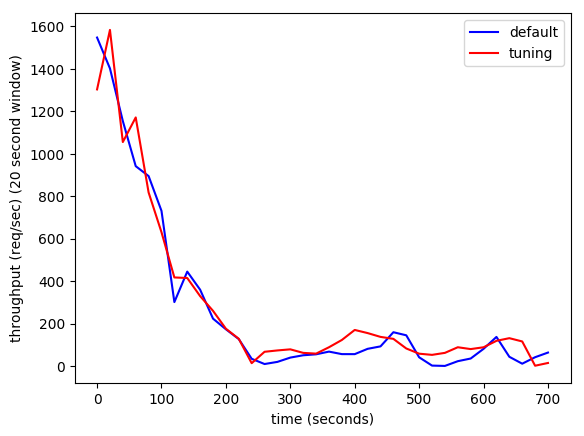 default
tuning
throughput (req/sec) (20 second window)
1600
1400
1200
1000
800
600
400
200
0
0 100 200 300 400 500 600 700
time (seconds)